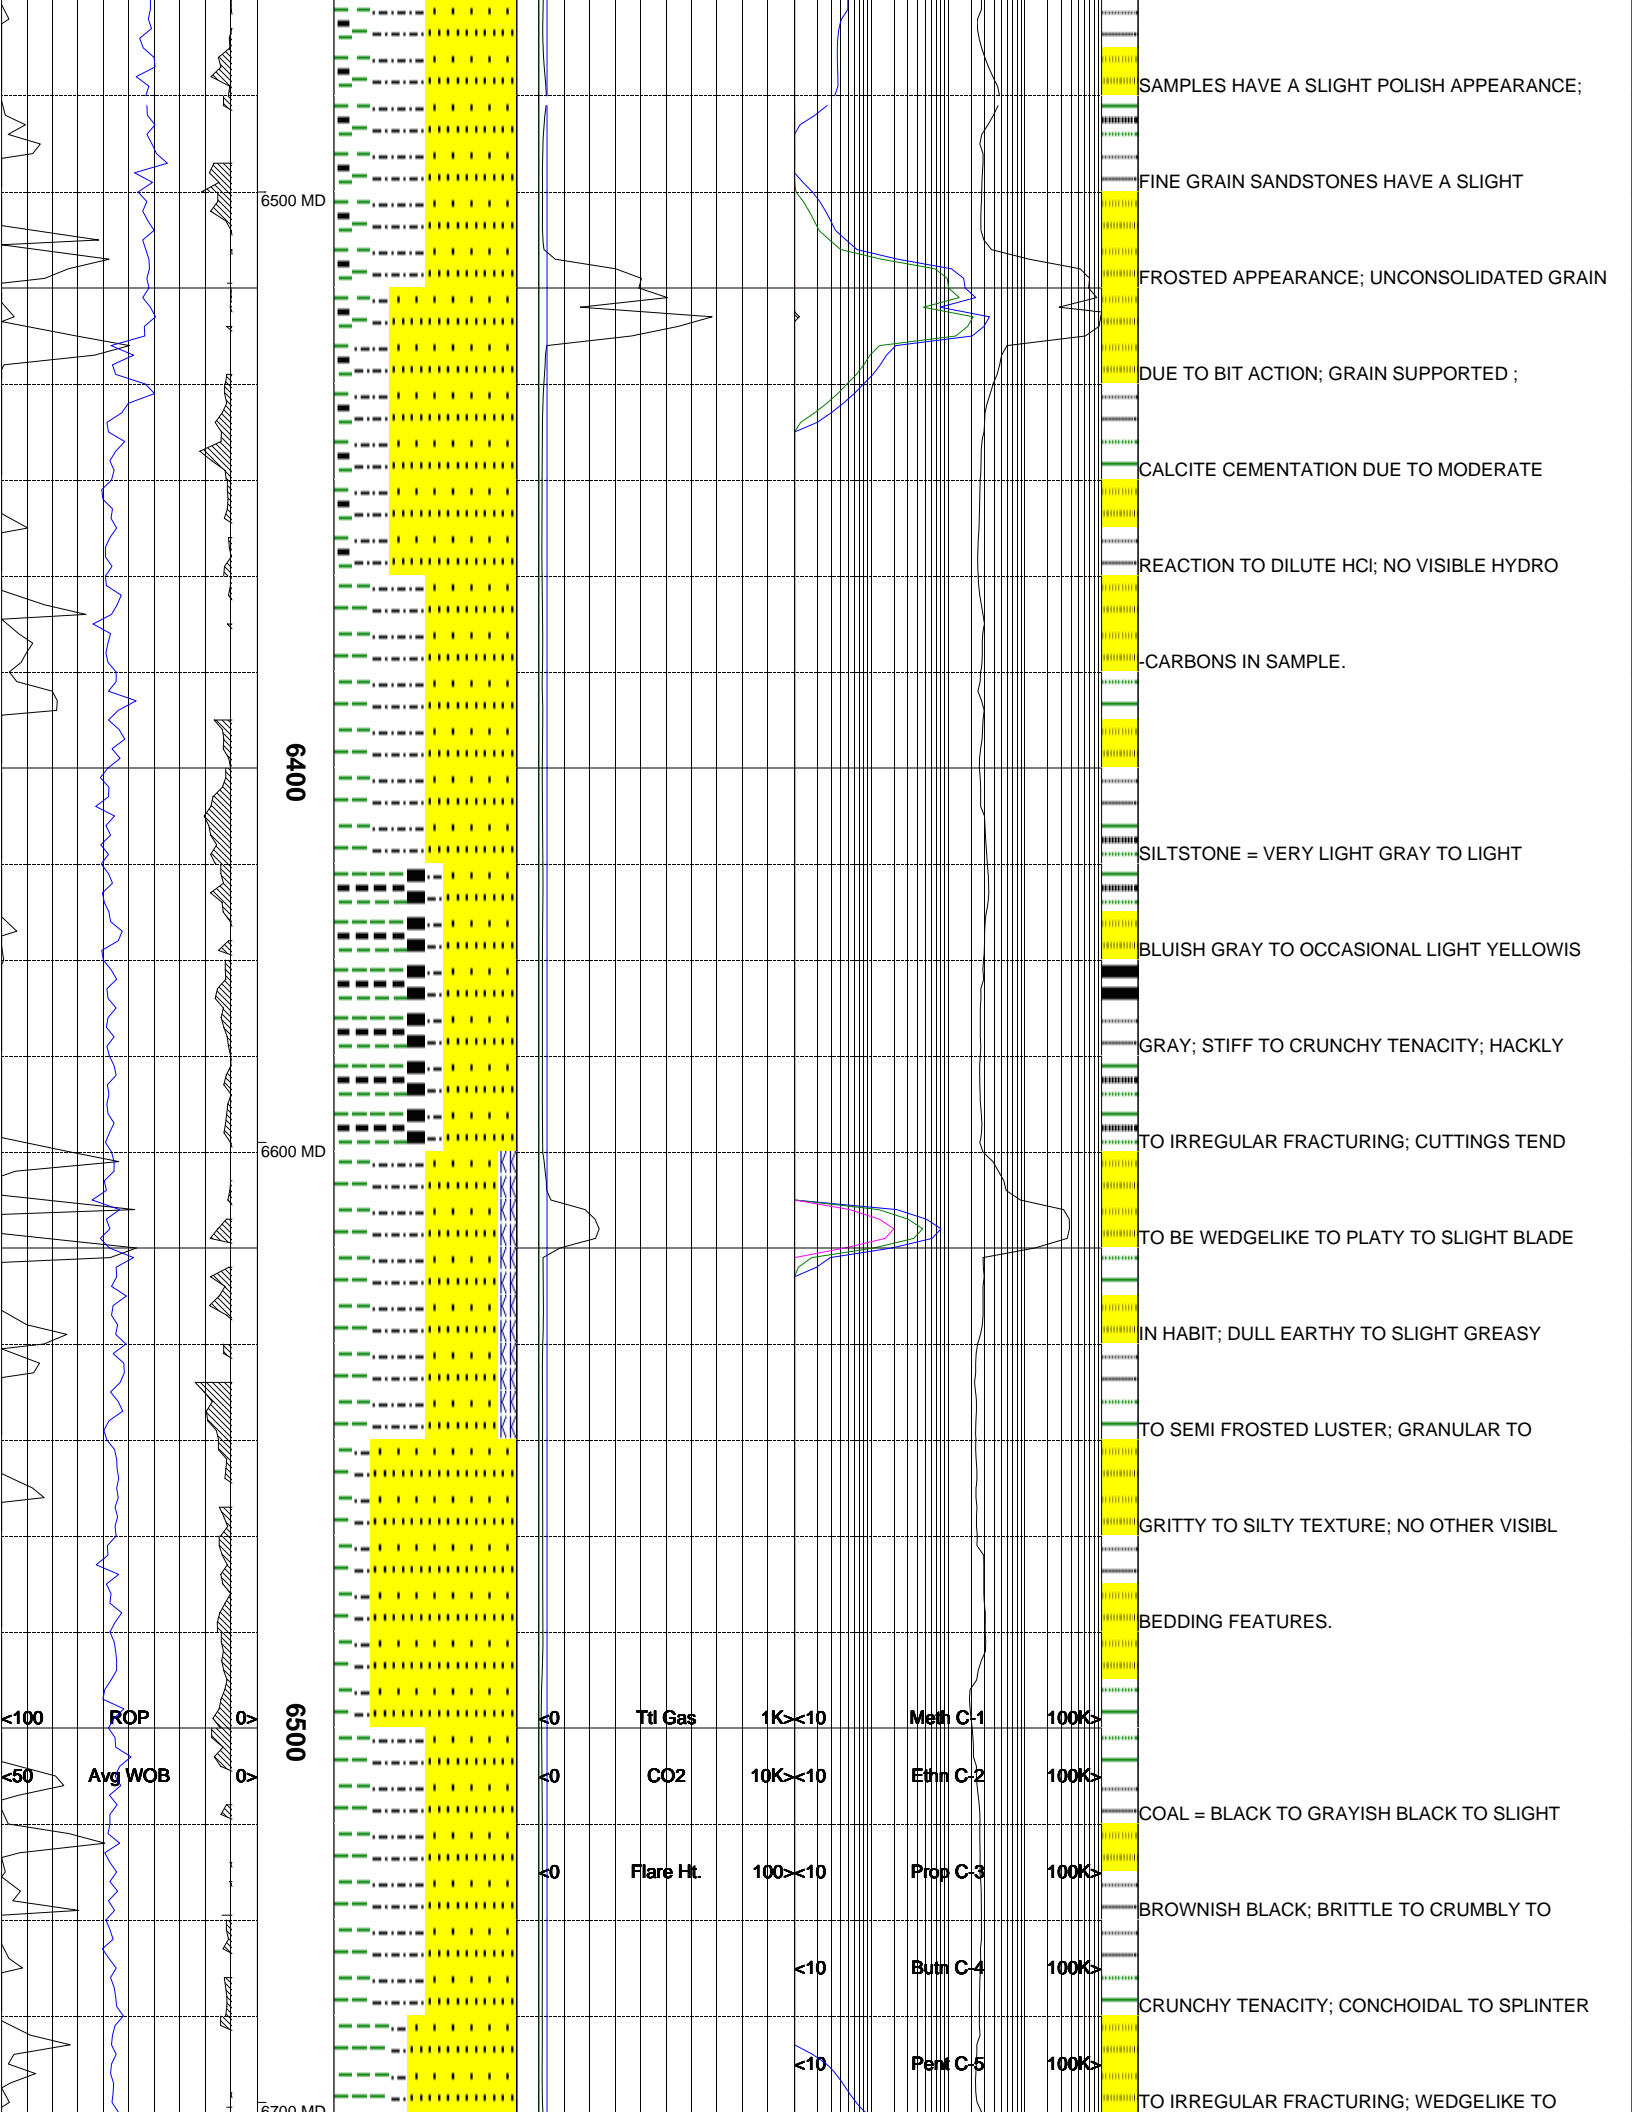 SAMPLES HAVE A SLIGHT POLISH APPEARANCE;
FINE GRAIN SANDSTONES HAVE A SLIGHT
6500 MD
FROSTED APPEARANCE; UNCONSOLIDATED GRAIN
DUE TO BIT ACTION; GRAIN SUPPORTED ;
CALCITE CEMENTATION DUE TO MODERATE
REACTION TO DILUTE HCl; NO VISIBLE HYDRO
-CARBONS IN SAMPLE.
6400
SILTSTONE = VERY LIGHT GRAY TO LIGHT
BLUISH GRAY TO OCCASIONAL LIGHT YELLOWIS
GRAY; STIFF TO CRUNCHY TENACITY; HACKLY
TO IRREGULAR FRACTURING; CUTTINGS TEND
6600 MD
TO BE WEDGELIKE TO PLATY TO SLIGHT BLADE
IN HABIT; DULL EARTHY TO SLIGHT GREASY
TO SEMI FROSTED LUSTER; GRANULAR TO
GRITTY TO SILTY TEXTURE; NO OTHER VISIBL
BEDDING FEATURES.
<100 ROP 0> 6500 <0 Ttl Gas 1K> <10 Meth C-1 100K>
<50 Avg WOB 0> <0 CO2 10K> <10 Ethn C-2 100K>
COAL = BLACK TO GRAYISH BLACK TO SLIGHT
<0 Flare Ht. 100> <10 Prop C-3 100K>
BROWNISH BLACK; BRITTLE TO CRUMBLY TO
<10 Butn C-4 100K>
CRUNCHY TENACITY; CONCHOIDAL TO SPLINTER
<10 Pent C-5 100K>
TO IRREGULAR FRACTURING; WEDGELIKE TO
6700 MD